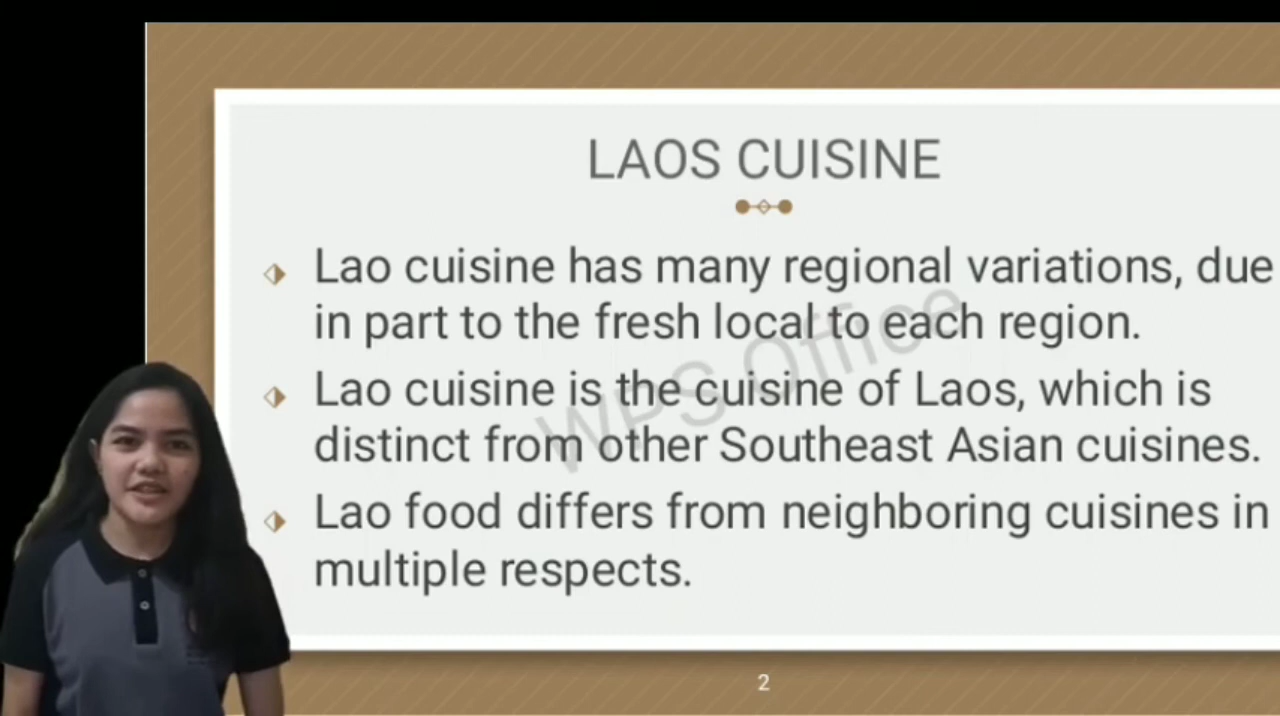 LAOS CUISINE
Lao cuisine has many regional variations, due
in part to the fresh local to each region.
Lao cuisine is the cuisine of Laos, which is
distinct from other Southeast Asian cuisines.
Lao food differs from neighboring cuisines in
multiple respects.
WPS Office
2